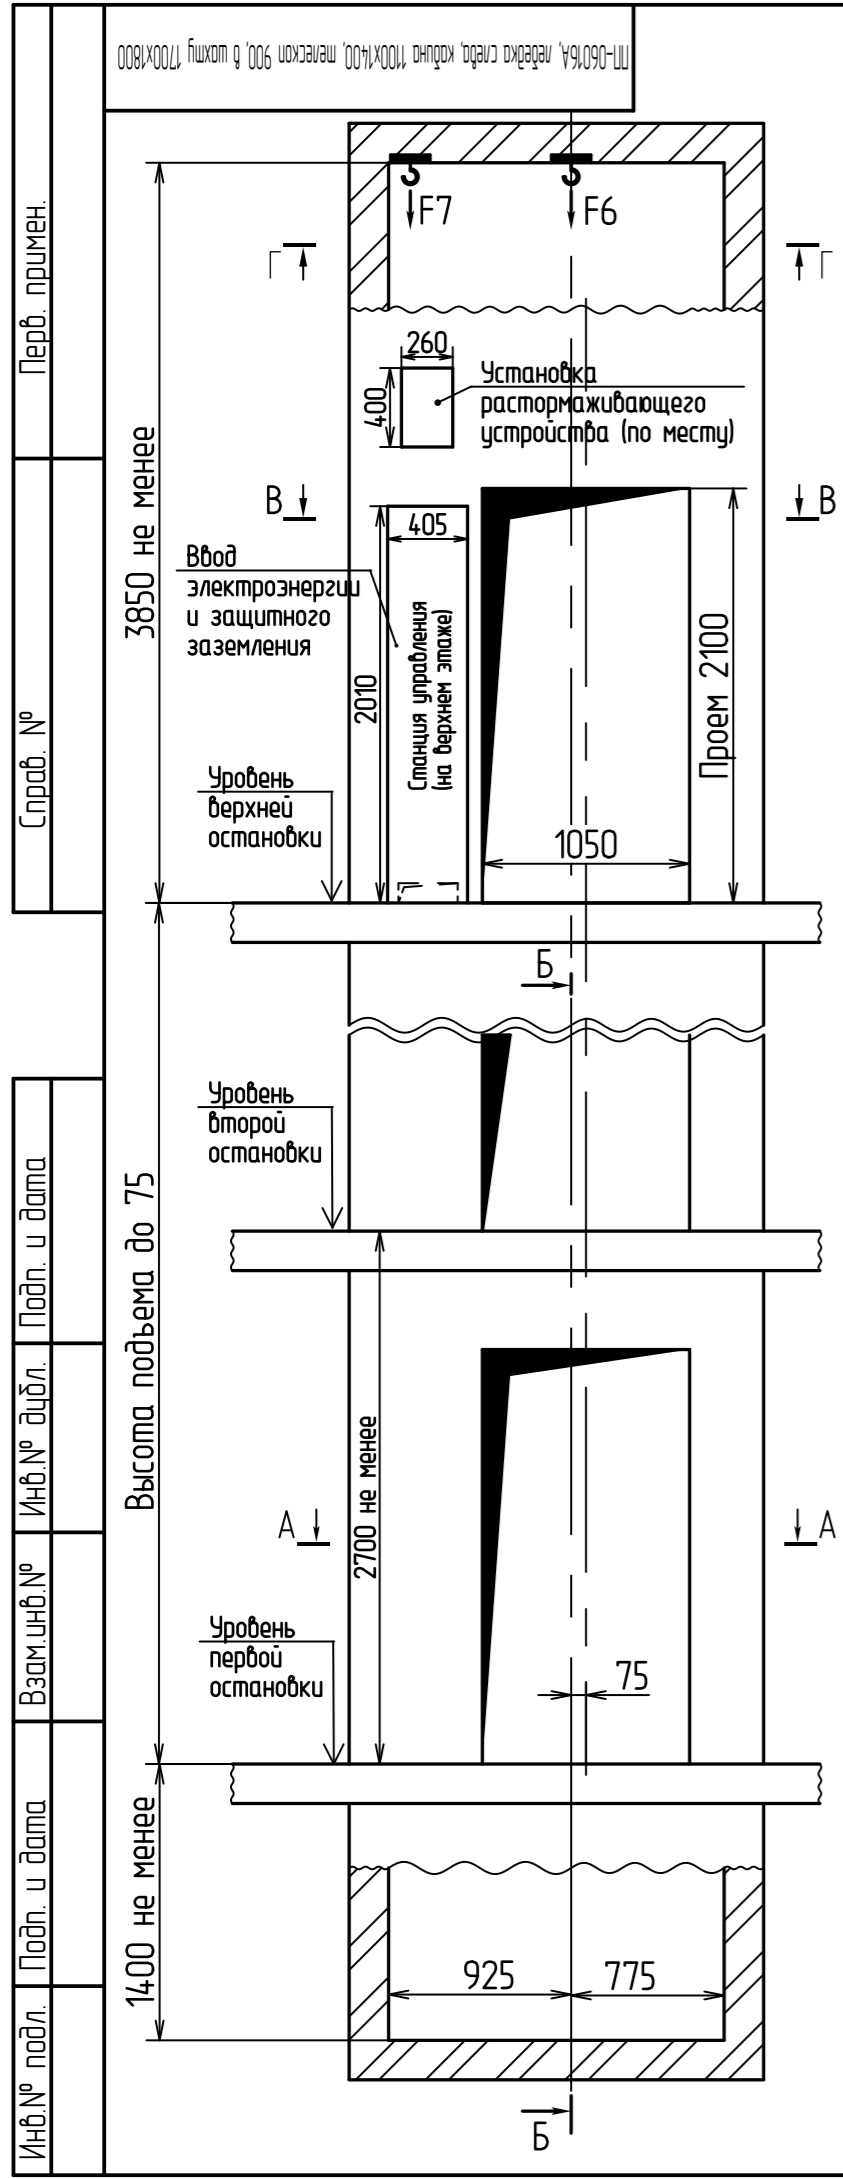 ПП-0616А, лебедка слева, кабина 1100х1400, телескоп 900, в шахту 1700х1800
F7
F6
Г
Г
260
400
Установка
растормаживающего
устройства (по месту)
В
В
405
Ввод
электроэнергии
и защитного
заземления
3850 не менее
2010
Станция управления
(на верхнем этаже)
Проем 2100
Уровень
верхней
остановки
1050
Б
Уровень
второй
остановки
Высота подъема до 75
2700 не менее
А
А
Уровень
первой
остановки
75
1400 не менее
925
775
Б
Перв. примен.
Справ. №
Подп. и дата
Инв.№ дубл.
Взам.инв.№
Подп. и дата
Инв.№ подл.